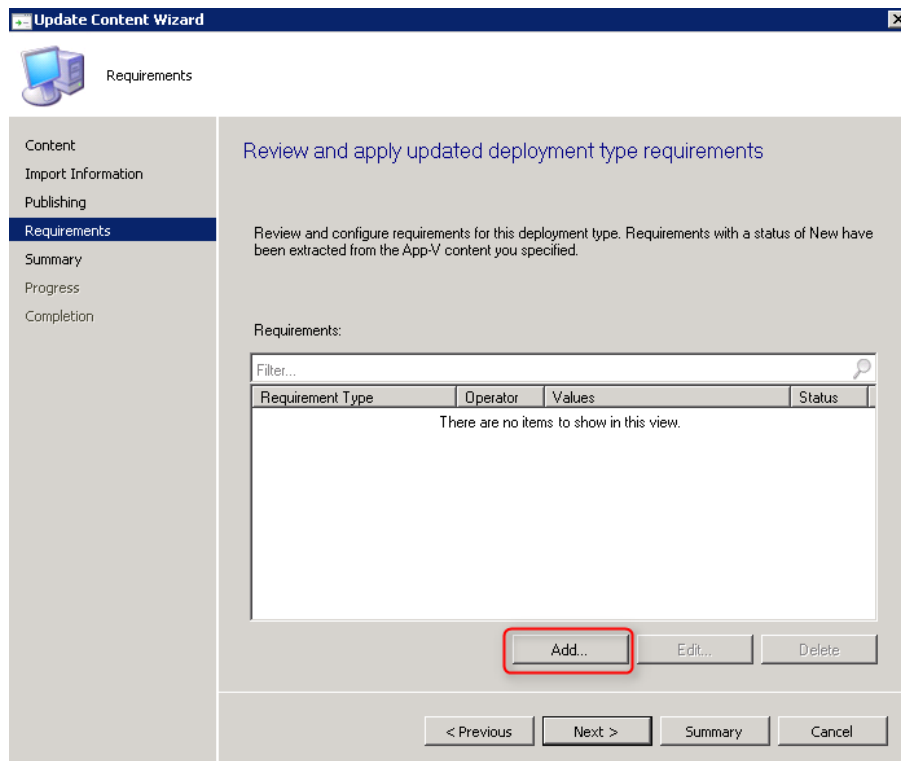 Update Content Wizard
Requirements
Content
Import Information
Publishing
Requirements
Summary
Progress
Completion
Review and apply updated deployment type requirements
Review and configure requirements for this deployment type. Requirements with a status of New have
been extracted from the App-V content you specified.
Requirements:
Filter...
Requirement Type Operator Values Status
There are no items to show in this view.
Add... Edit... Delete
< Previous Next > Summary Cancel